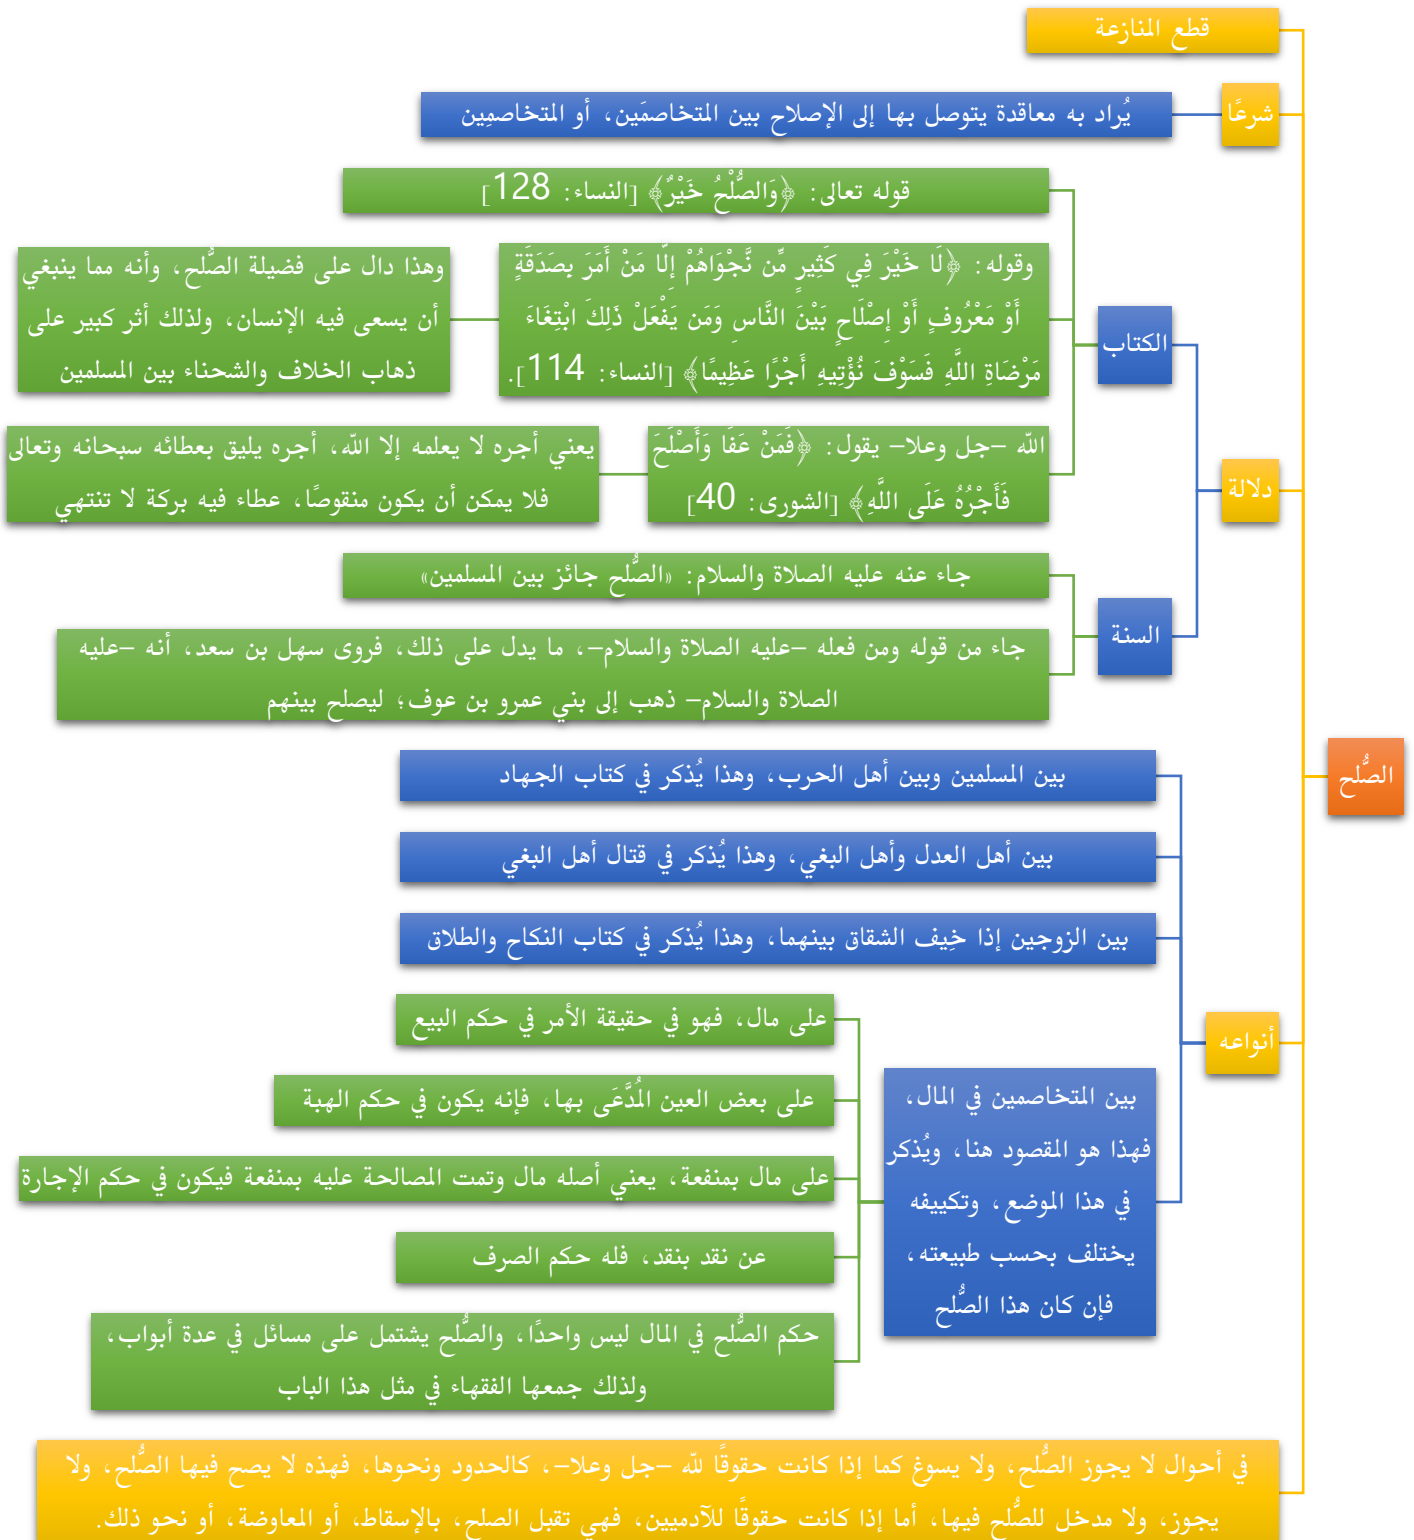 الصُّلح
قطع المنازعة
شرعًا
يُراد به معاقدة يتوصل بها إلى الإصلاح بين المتخاصمَين، أو المتخاصمِين
دلالة
الكتاب
قوله تعالى: ﴿وَالصُّلْحُ خَيْرٌ﴾ [النساء: 128]
وقوله: ﴿لَا خَيْرَ فِي كَثِيرٍ مِّن نَّجْوَاهُمْ إِلَّا مَنْ أَمَرَ بِصَدَقَةٍ
أَوْ مَعْرُوفٍ أَوْ إِصْلَاحٍ بَيْنَ النَّاسِ وَمَن يَفْعَلْ ذَلِكَ ابْتِغَاءَ
مَرْضَاةِ اللَّهِ فَسَوْفَ نُؤْتِيهِ أَجْرًا عَظِيمًا﴾ [النساء: 114].
وهذا دال على فضيلة الصُّلح، وأنه مما ينبغي
أن يسعى فيه الإنسان، ولذلك أثر كبير على
ذهاب الخلاف والشحناء بين المسلمين
الله -جل وعلا- يقول: ﴿فَمَنْ عَفَا وَأَصْلَحَ
فَأَجْرُهُ عَلَى اللَّهِ﴾ [الشورى: 40]
يعني أجره لا يعلمه إلا الله، أجره يليق بعطائه سبحانه وتعالى
فلا يمكن أن يكون منقوصًا، عطاء فيه بركة لا تنتهي
السنة
جاء عنه عليه الصلاة والسلام: «الصُّلح جائز بين المسلمين»
جاء من قوله ومن فعله -عليه الصلاة والسلام-، ما يدل على ذلك، فروى سهل بن سعد، أنه -عليه
الصلاة والسلام- ذهب إلى بني عمرو بن عوف؛ ليصلح بينهم
أنواعه
بين المسلمين وبين أهل الحرب، وهذا يُذكر في كتاب الجهاد
بين أهل العدل وأهل البغي، وهذا يُذكر في قتال أهل البغي
بين الزوجين إذا خِيف الشقاق بينهما، وهذا يُذكر في كتاب النكاح والطلاق
بين المتخاصمين في المال،
فهذا هو المقصود هنا، ويُذكر
في هذا الموضع، وتكييفه
يختلف بحسب طبيعته،
فإن كان هذا الصُّلح
على مال، فهو في حقيقة الأمر في حكم البيع
على بعض العين المُدَّعَى بها، فإنه يكون في حكم الهبة
على مال بمنفعة، يعني أصله مال وتمت المصالحة عليه بمنفعة فيكون في حكم الإجارة
عن نقد بنقد، فله حكم الصرف
حكم الصُّلح في المال ليس واحدًا، والصُّلح يشتمل على مسائل في عدة أبواب،
ولذلك جمعها الفقهاء في مثل هذا الباب
في أحوال لا يجوز الصُّلح، ولا يسوغ كما إذا كانت حقوقًا لله -جل وعلا-، كالحدود ونحوها، فهذه لا يصح فيها الصُّلح، ولا
يجوز، ولا مدخل للصُّلح فيها، أما إذا كانت حقوقًا للآدميين، فهي تقبل الصلح، بالإسقاط، أو المعاوضة، أو نحو ذلك.